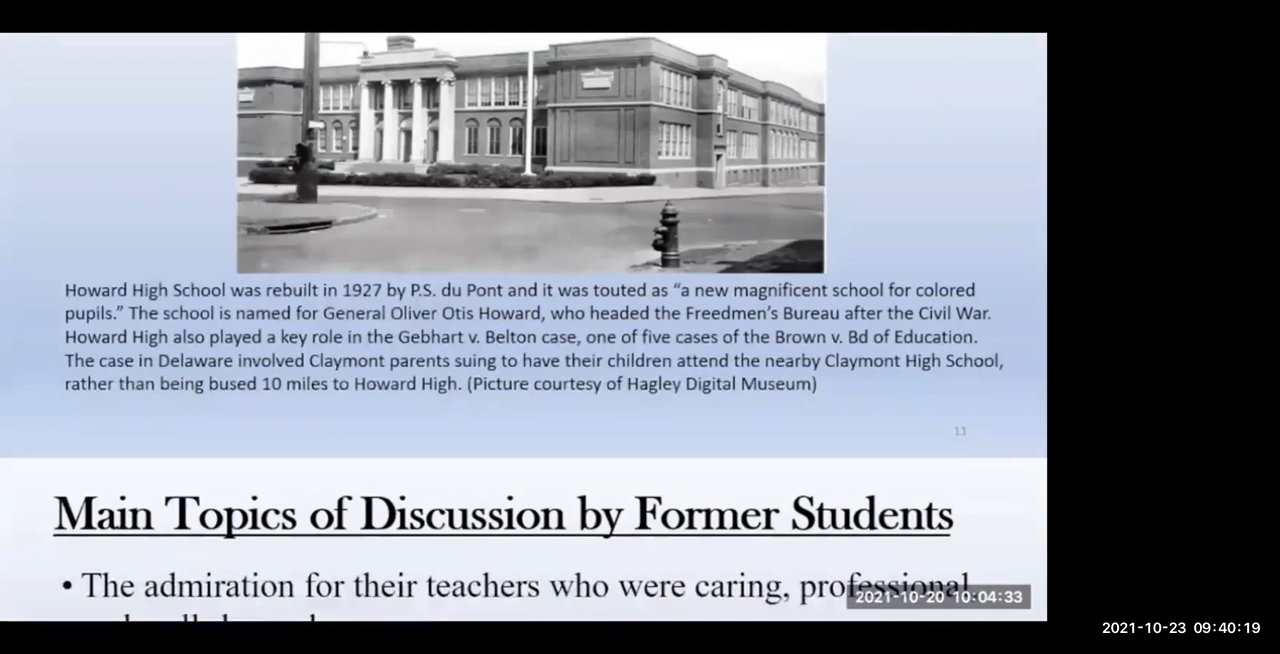 Howard High School was rebuilt in 1927 by P.S. du Pont and it was touted as “a new magnificent school for colored
pupils.” The school is named for General Oliver Otis Howard, who headed the Freedmen’s Bureau after the Civil War.
Howard High also played a key role in the Gebhart v. Belton case, one of five cases of the Brown v. Bd of Education.
The case in Delaware involved Claymont parents suing to have their children attend the nearby Claymont High School,
rather than being bused 10 miles to Howard High. (Picture courtesy of Hagley Digital Museum)
11
Main Topics of Discussion by Former Students
• The admiration for their teachers who were caring, professional
2021-10-20 10:04:33
2021-10-23 09:40:19